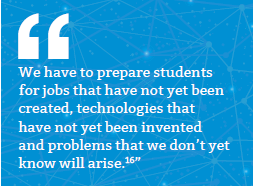 “
We have to prepare students
for jobs that have not yet been
created, technologies that
have not yet been invented
and problems that we don’t yet
know will arise.¹⁶”